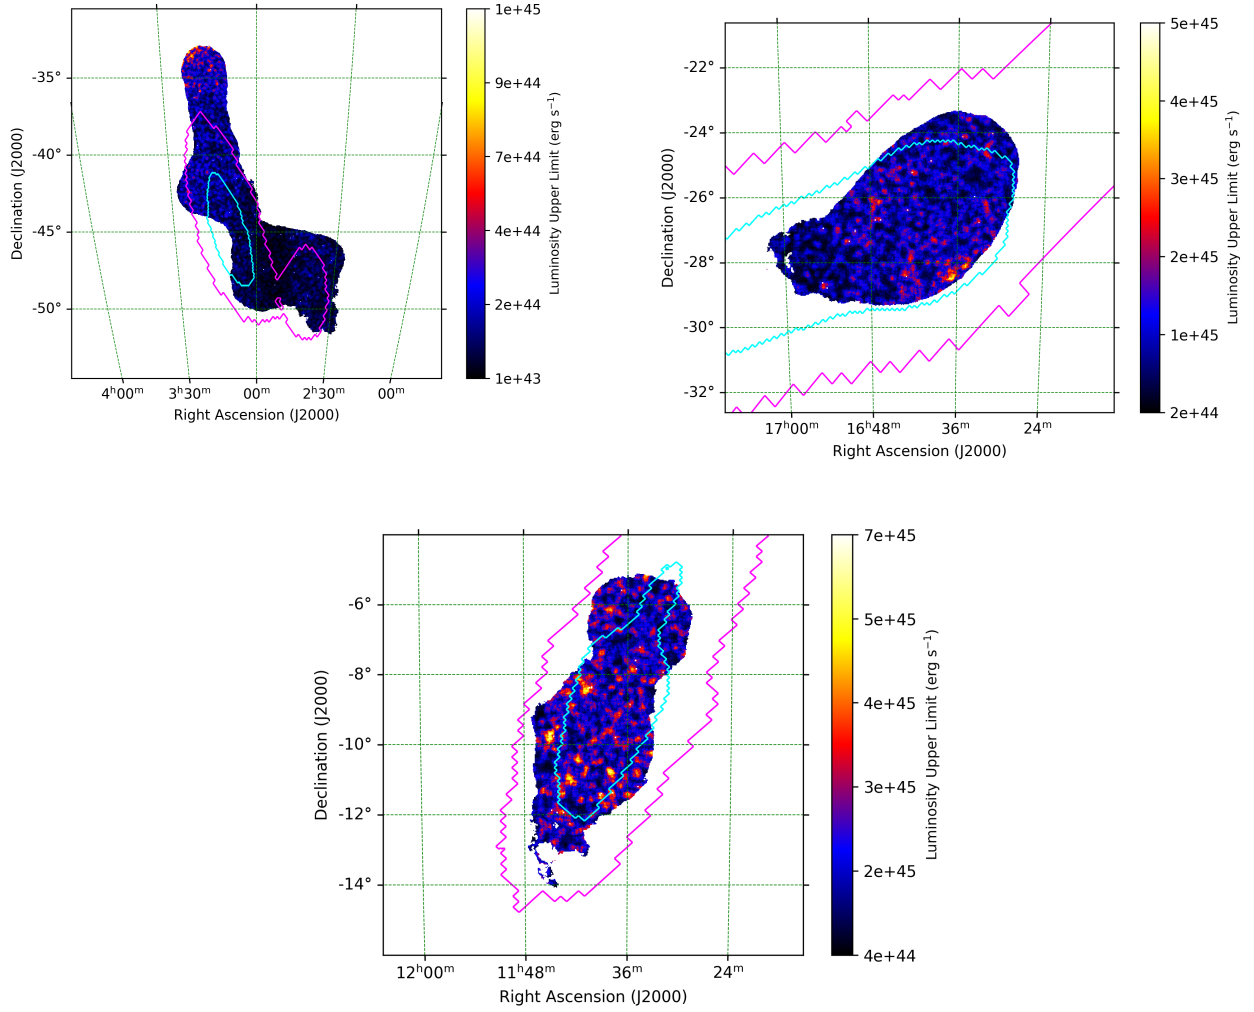 1e+45
9e+44
7e+44
4e+44
2e+44
1e+43
Luminosity Upper Limit (erg s⁻¹)
-35°
-40°
-45°
-50°
Declination (J2000)
4ʰ00ᵐ 3ʰ30ᵐ 00ᵐ 2ʰ30ᵐ 00ᵐ
Right Ascension (J2000)
5e+45
4e+45
3e+45
2e+45
1e+45
2e+44
Luminosity Upper Limit (erg s⁻¹)
-22°
-24°
-26°
-28°
-30°
-32°
Declination (J2000)
17ʰ00ᵐ 16ʰ48ᵐ 36ᵐ 24ᵐ
Right Ascension (J2000)
7e+45
5e+45
4e+45
3e+45
2e+45
4e+44
Luminosity Upper Limit (erg s⁻¹)
-6°
-8°
-10°
-12°
-14°
Declination (J2000)
12ʰ00ᵐ 11ʰ48ᵐ 36ᵐ 24ᵐ
Right Ascension (J2000)